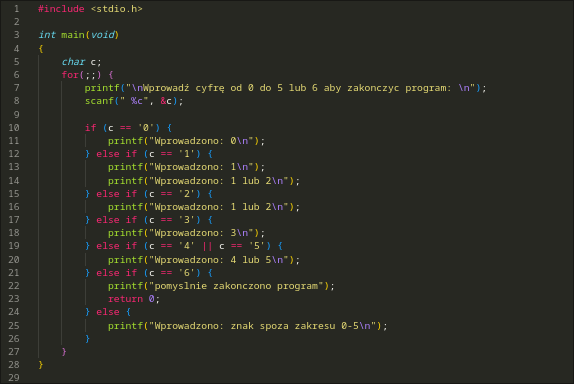 1 #include <stdio.h>
2
3 int main(void)
4 {
5     char c;
6     for(;;) {
7         printf("\nWprowadź cyfrę od 0 do 5 lub 6 aby zakonczyc program: \n");
8         scanf(" %c", &c);
9
10         if (c == '0') {
11             printf("Wprowadzono: 0\n");
12         } else if (c == '1') {
13             printf("Wprowadzono: 1\n");
14             printf("Wprowadzono: 1 lub 2\n");
15         } else if (c == '2') {
16             printf("Wprowadzono: 1 lub 2\n");
17         } else if (c == '3') {
18             printf("Wprowadzono: 3\n");
19         } else if (c == '4' || c == '5') {
20             printf("Wprowadzono: 4 lub 5\n");
21         } else if (c == '6') {
22             printf("pomyslnie zakonczono program");
23             return 0;
24         } else {
25             printf("Wprowadzono: znak spoza zakresu 0-5\n");
26         }
27     }
28 }
29